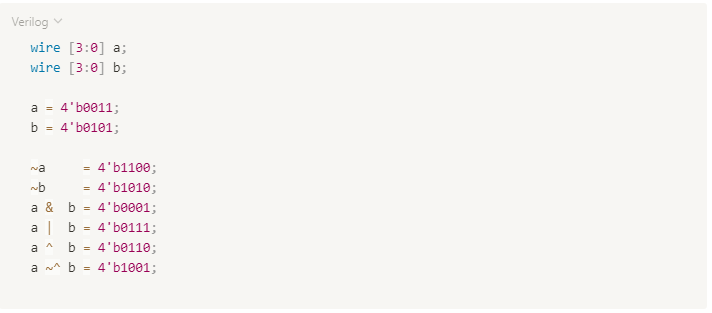 Verilog
wire [3:0] a;
wire [3:0] b;
a = 4'b0011;
b = 4'b0101;
~a     = 4'b1100;
~b     = 4'b1010;
a &  b = 4'b0001;
a |  b = 4'b0111;
a ^  b = 4'b0110;
a ~^ b = 4'b1001;